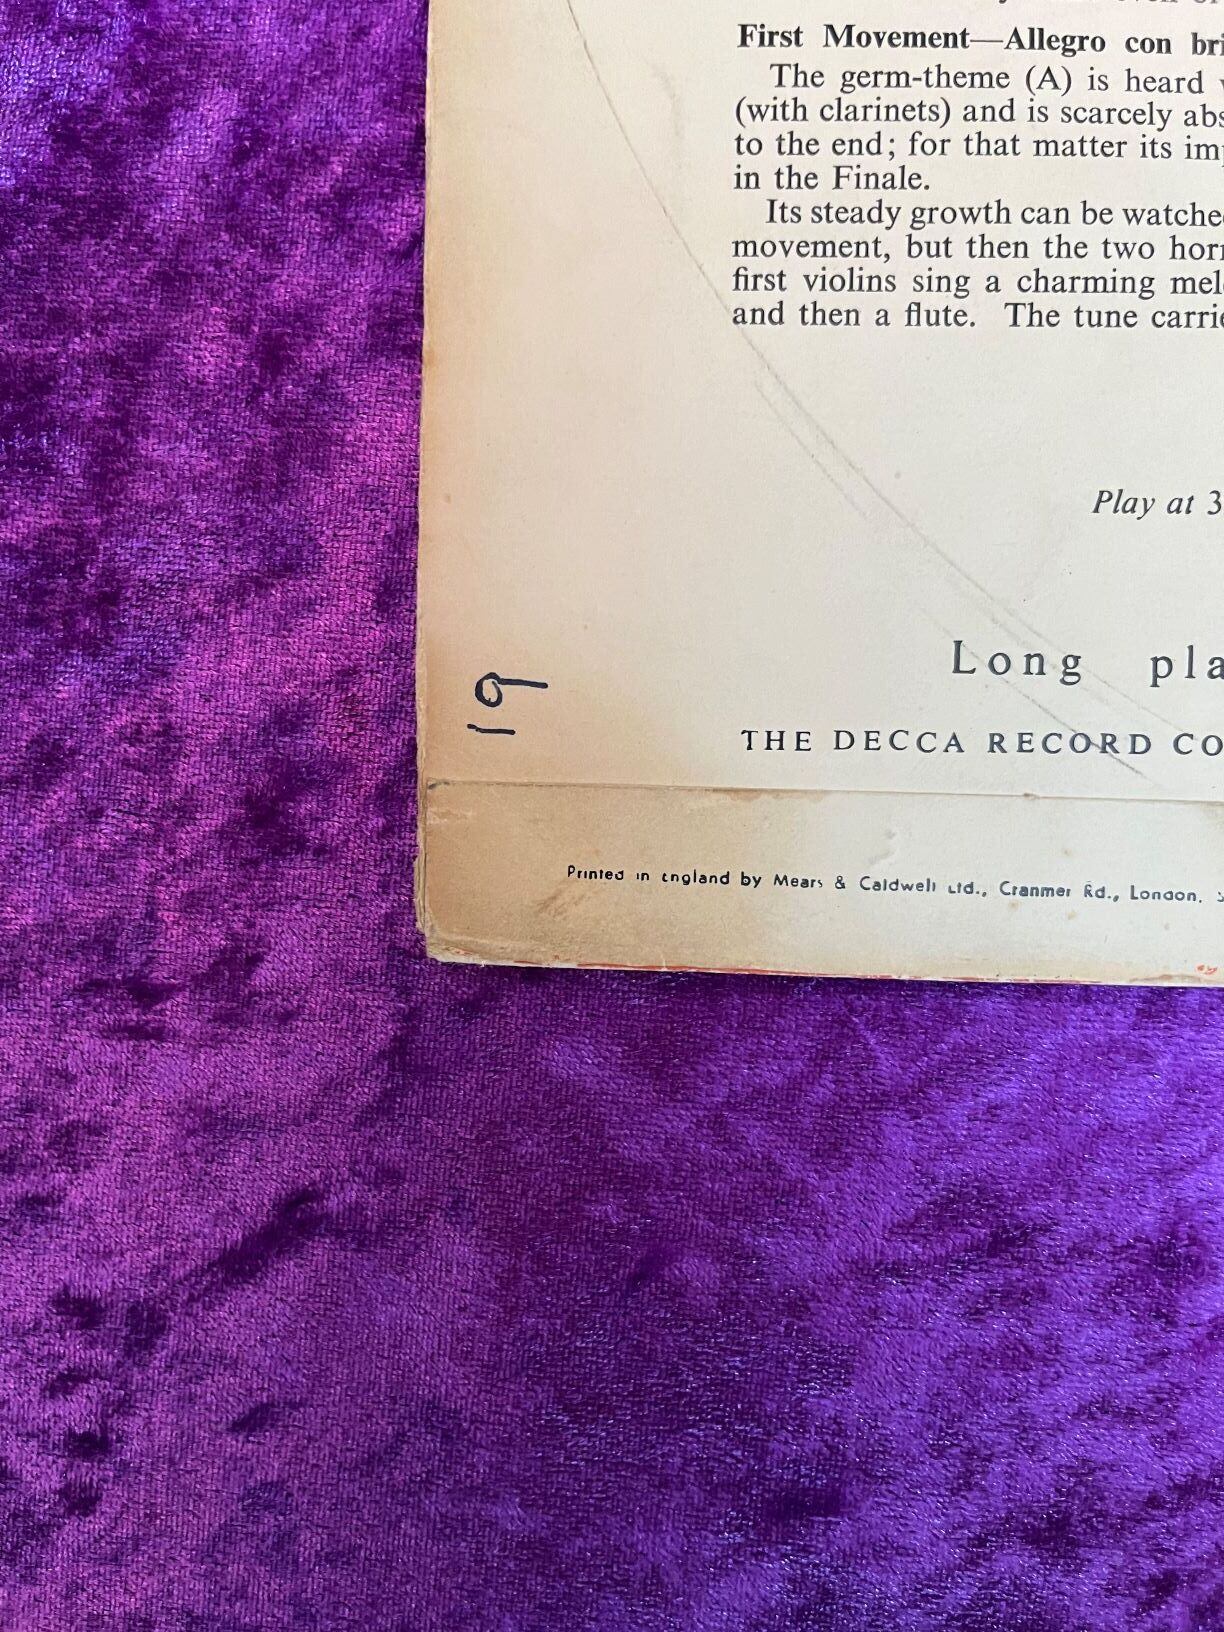 First Movement—Allegro con bri
The germ-theme (A) is heard
(with clarinets) and is scarcely abs
to the end; for that matter its imp
in the Finale.
Its steady growth can be watche
movement, but then the two horn
first violins sing a charming mel
and then a flute. The tune carrie
Play at 3
Long pla
19
THE DECCA RECORD CO
Printed in England by Mears & Caldwell Ltd., Cranmer Rd., London.